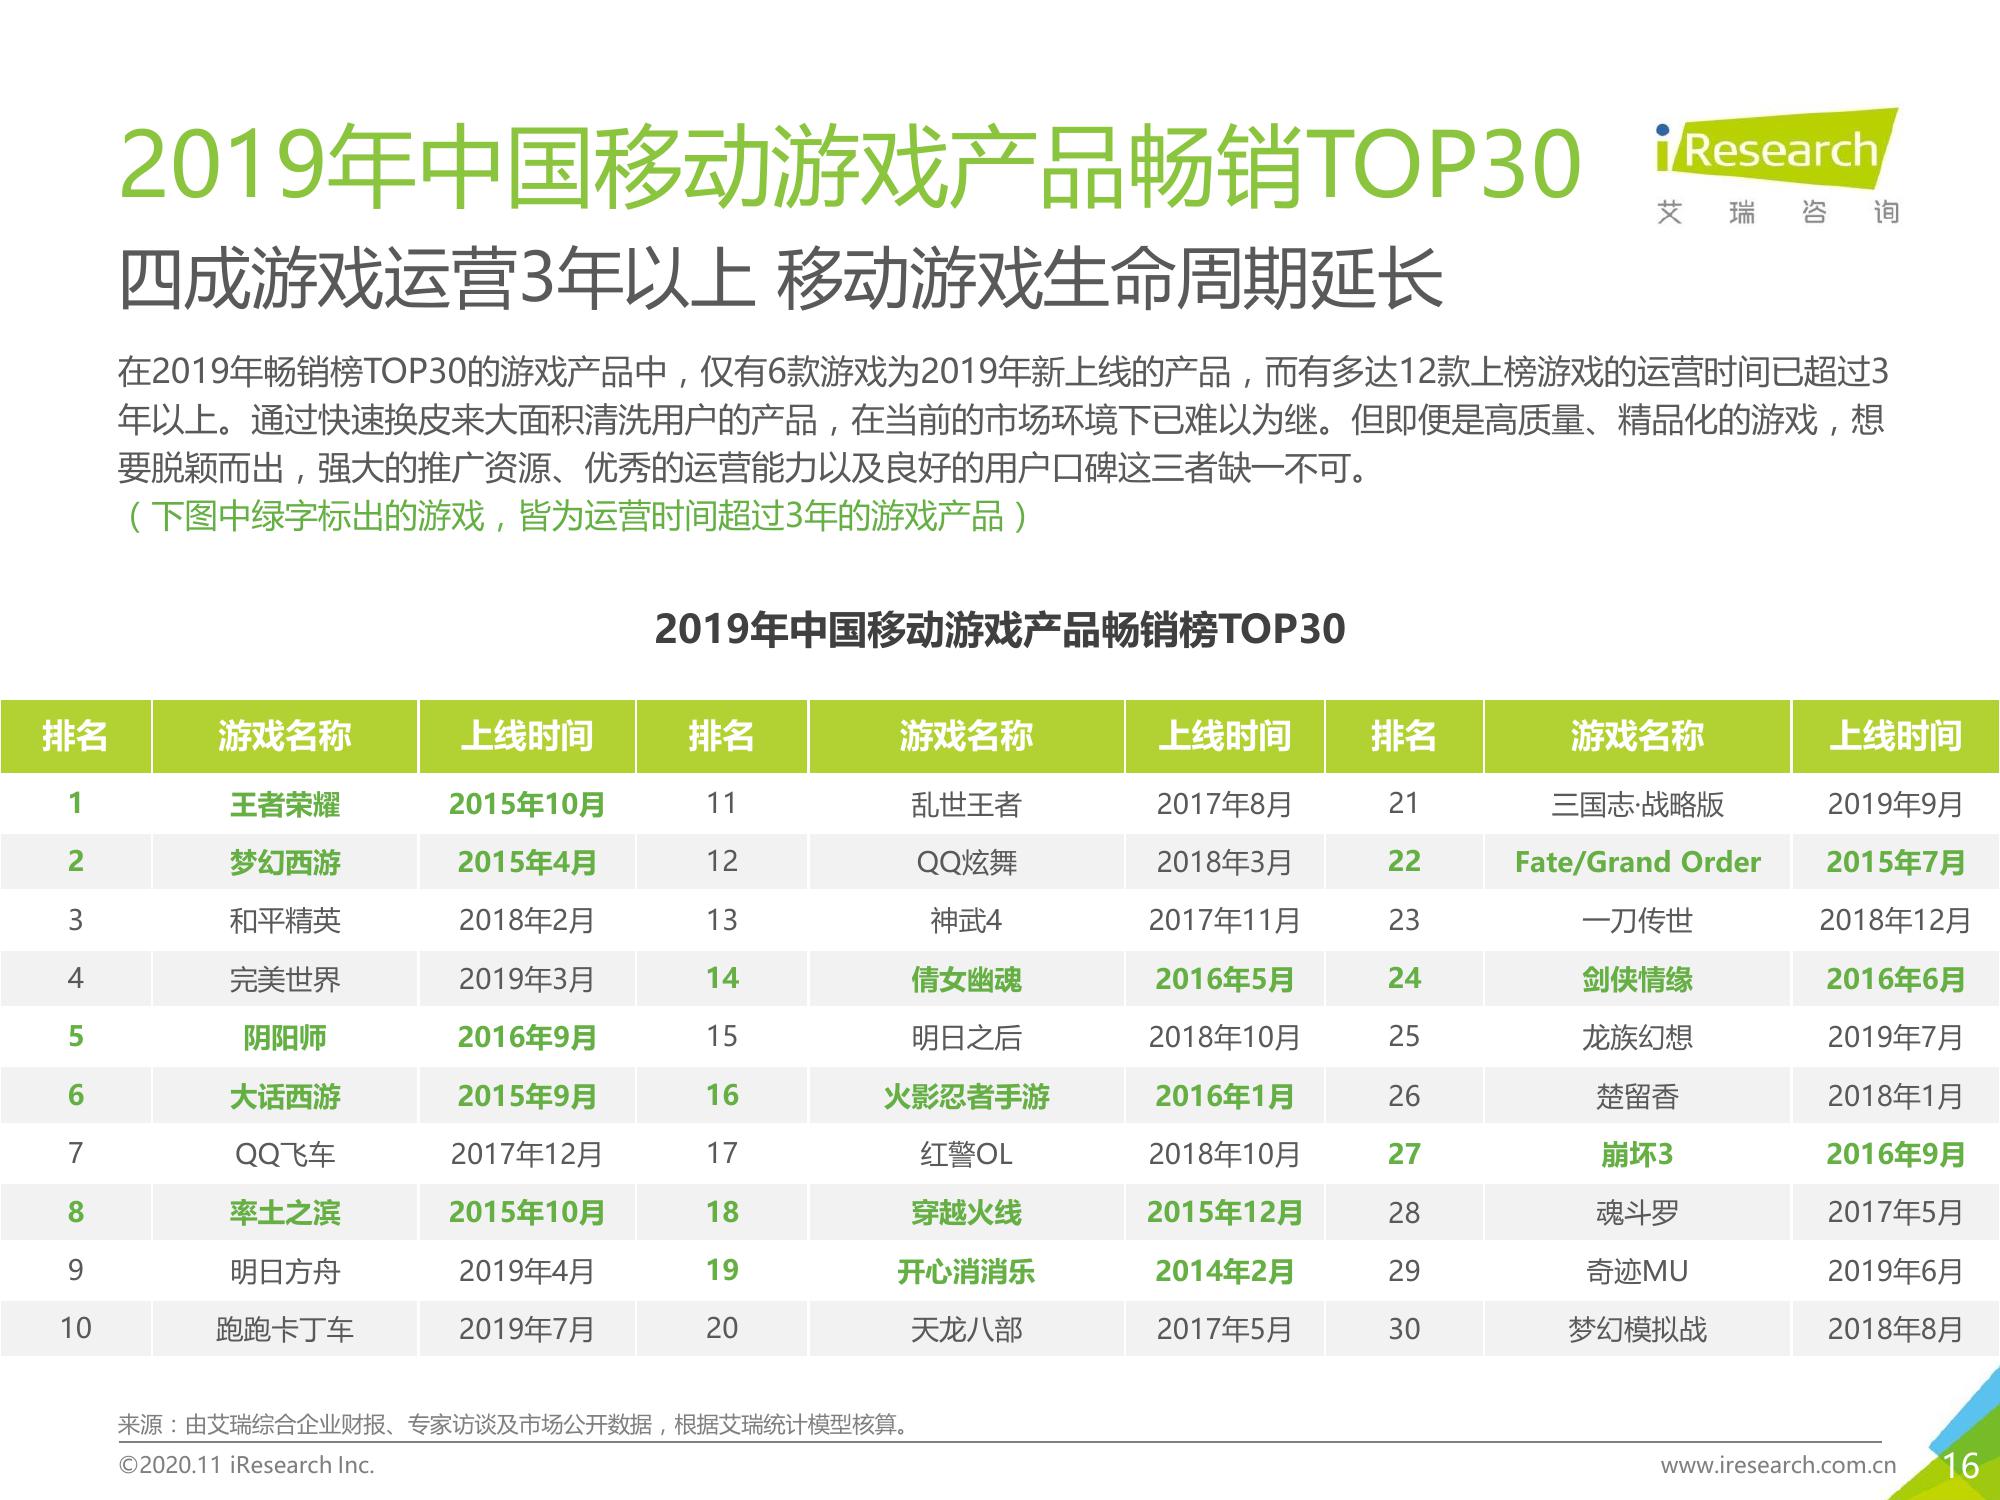 2019年中国移动游戏产品畅销TOP30
iResearch
艾瑞咨询
四成游戏运营3年以上 移动游戏生命周期延长
在2019年畅销榜TOP30的游戏产品中，仅有6款游戏为2019年新上线的产品，而有多达12款上榜游戏的运营时间已超过3
年以上。通过快速换皮来大面积清洗用户的产品，在当前的市场环境下已难以为继。但即便是高质量、精品化的游戏，想
要脱颖而出，强大的推广资源、优秀的运营能力以及良好的用户口碑这三者缺一不可。
（下图中绿字标出的游戏，皆为运营时间超过3年的游戏产品）
2019年中国移动游戏产品畅销榜TOP30
排名 游戏名称 上线时间 排名 游戏名称 上线时间 排名 游戏名称 上线时间
1 王者荣耀 2015年10月 11 乱世王者 2017年8月 21 三国志·战略版 2019年9月
2 梦幻西游 2015年4月 12 QQ炫舞 2018年3月 22 Fate/Grand Order 2015年7月
3 和平精英 2018年2月 13 神武4 2017年11月 23 一刀传世 2018年12月
4 完美世界 2019年3月 14 倩女幽魂 2016年5月 24 剑侠情缘 2016年6月
5 阴阳师 2016年9月 15 明日之后 2018年10月 25 龙族幻想 2019年7月
6 大话西游 2015年9月 16 火影忍者手游 2016年1月 26 楚留香 2018年1月
7 QQ飞车 2017年12月 17 红警OL 2018年10月 27 崩坏3 2016年9月
8 率土之滨 2015年10月 18 穿越火线 2015年12月 28 魂斗罗 2017年5月
9 明日方舟 2019年4月 19 开心消消乐 2014年2月 29 奇迹MU 2019年6月
10 跑跑卡丁车 2019年7月 20 天龙八部 2017年5月 30 梦幻模拟战 2018年8月
来源：由艾瑞综合企业财报、专家访谈及市场公开数据，根据艾瑞统计模型核算。
©2020.11 iResearch Inc.
www.iresearch.com.cn
16